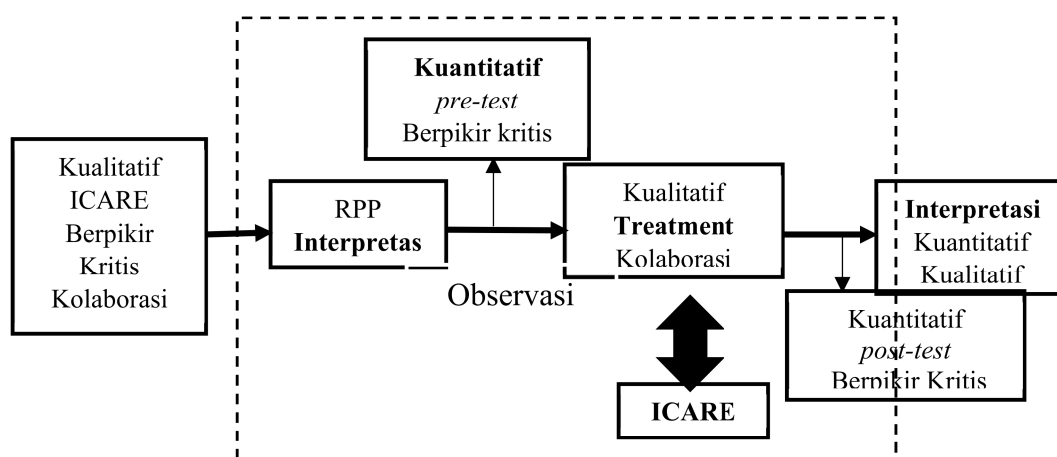 Kualitatif
ICARE
Berpikir
Kritis
Kolaborasi
RPP
Interpretas
Kuantitatif
pre-test
Berpikir kritis
Observasi
Kualitatif
Treatment
Kolaborasi
ICARE
Interpretasi
Kuantitatif
Kualitatif
Kuantitatif
post-test
Berpikir Kritis